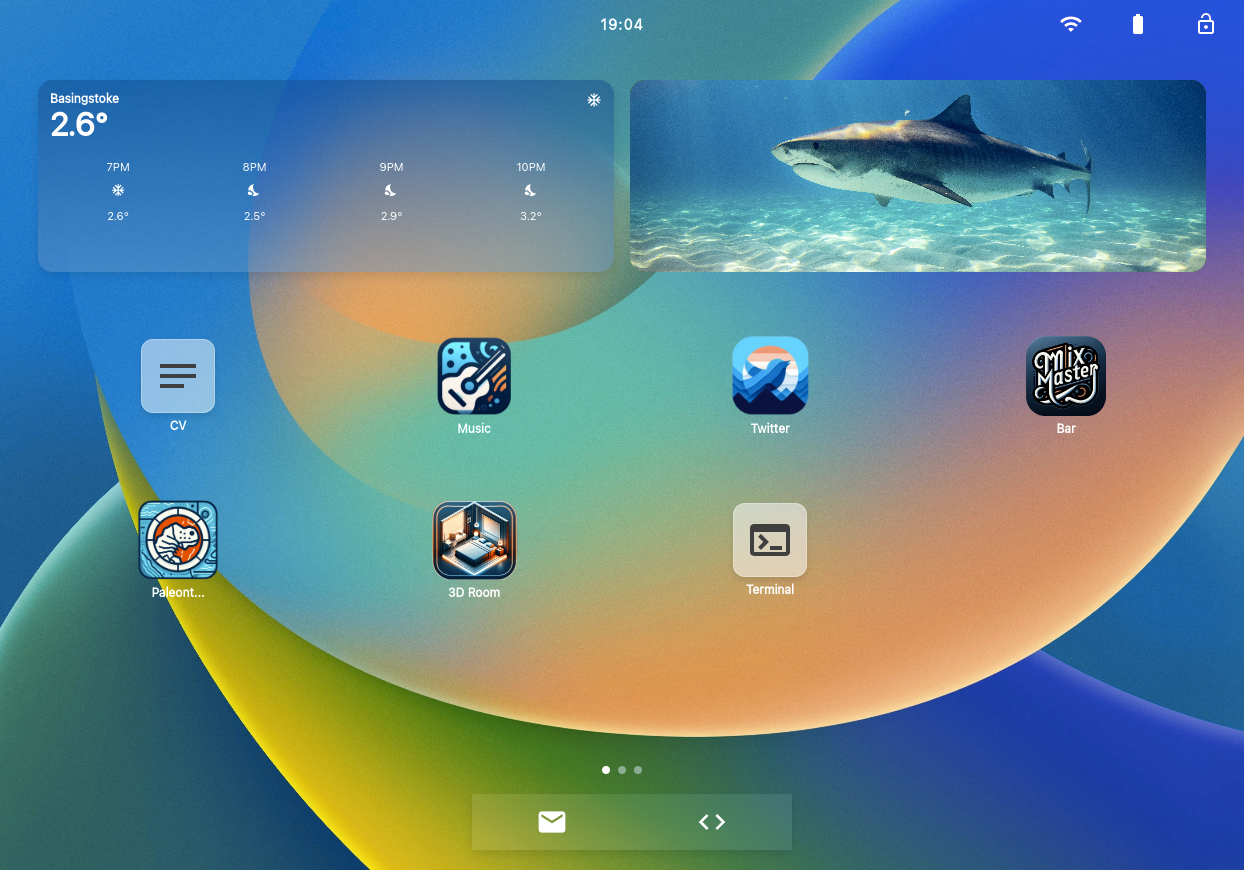 19:04
Basingstoke
2.6°
7PM 8PM 9PM 10PM
2.6° 2.5° 2.9° 3.2°
CV
Music
Twitter
Mix
Master
Bar
Paleont...
3D Room
Terminal